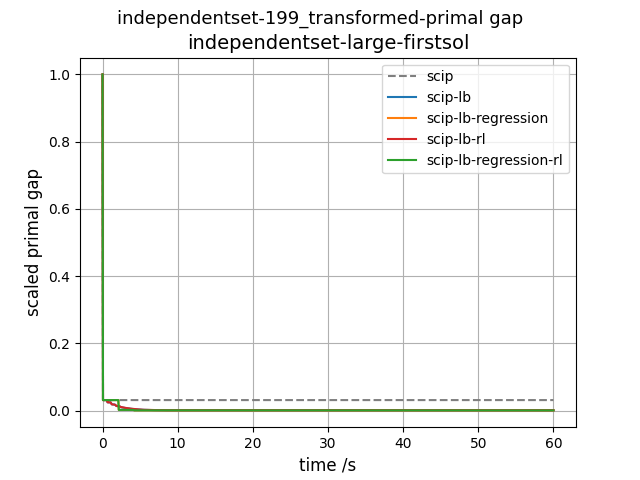 independentset-199_transformed-primal gap
independentset-large-firstsol
scip
scip-lb
scip-lb-regression
scip-lb-rl
scip-lb-regression-rl
scaled primal gap
1.0
0.8
0.6
0.4
0.2
0.0
0 10 20 30 40 50 60
time /s